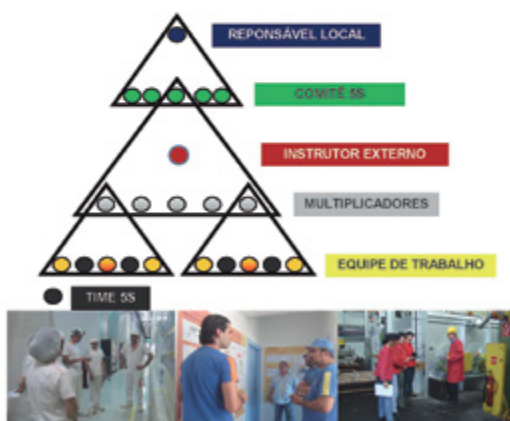 REPONSÁVEL LOCAL
COMITÊ 5S
INSTRUTOR EXTERNO
MULTIPLICADORES
EQUIPE DE TRABALHO
TIME 5S